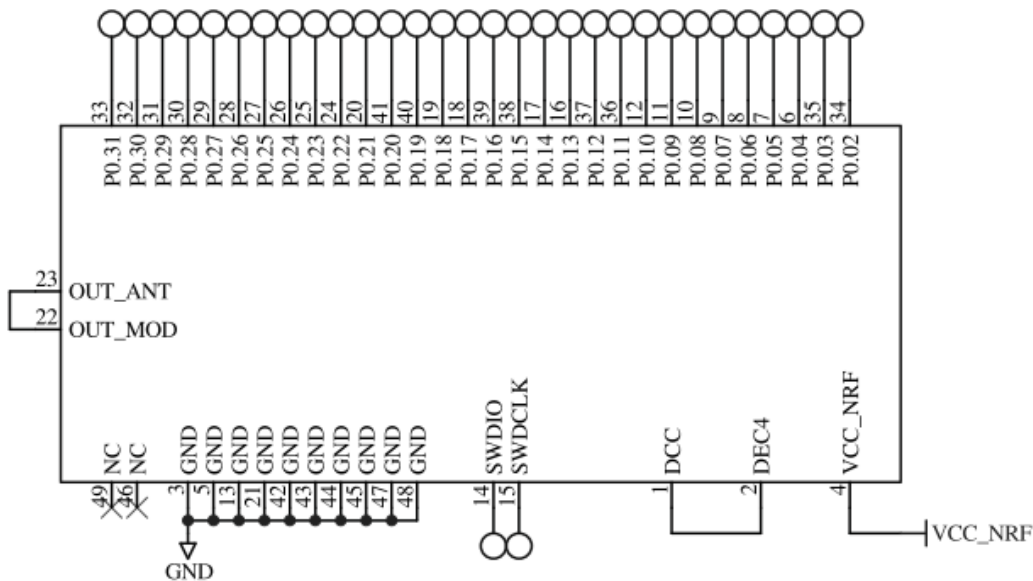 33 32 31 30 29 28 27 26 25 24 20 41 40 19 18 39 38 17 16 37 36 12 11 10 9 8 7 6 35 34
P0.31 P0.30 P0.29 P0.28 P0.27 P0.26 P0.25 P0.24 P0.23 P0.22 P0.21 P0.20 P0.19 P0.18 P0.17 P0.16 P0.15 P0.14 P0.13 P0.12 P0.11 P0.10 P0.09 P0.08 P0.07 P0.06 P0.05 P0.04 P0.03 P0.02
23 OUT_ANT
22 OUT_MOD
NC NC GND GND GND GND GND GND GND GND GND GND SWDIO SWDCLK DCC DEC4 VCC_NRF
49 46 3 5 13 21 42 43 44 45 47 48 14 15 1 2 4
VCC_NRF
GND